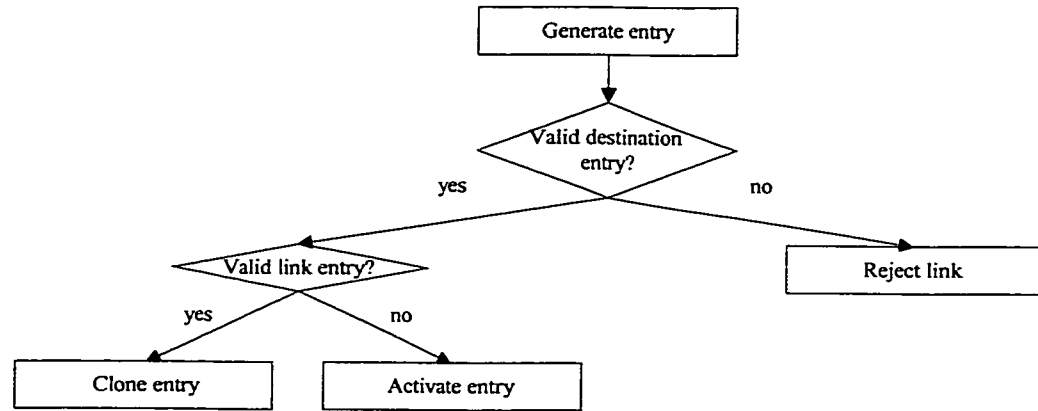 Generate entry
Valid destination
entry?
yes
no
Valid link entry?
Reject link
yes
no
Clone entry
Activate entry